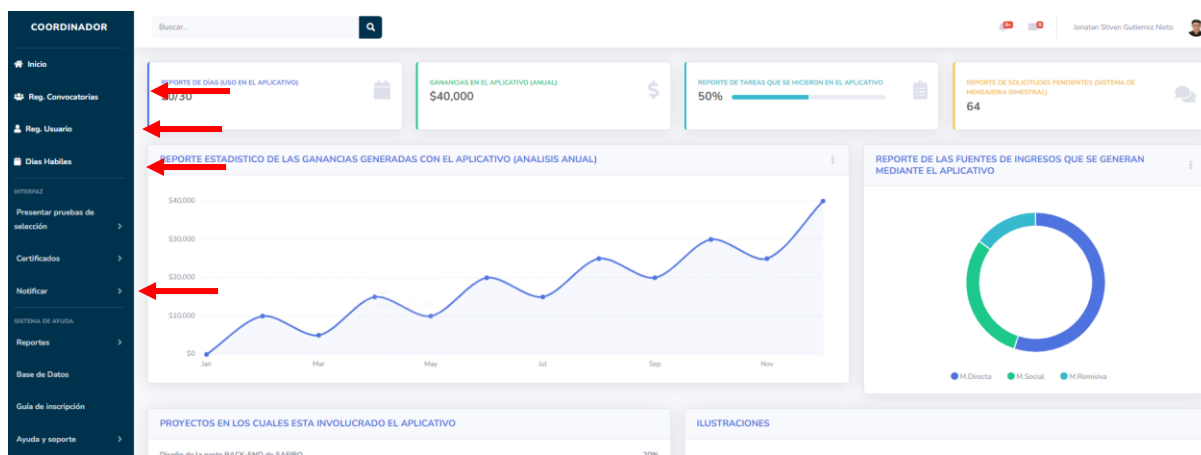 COORDINADOR
Buscar...
6+
0
Jonatan Stiven Gutierrez Nieto
Inicio
Reg. Convocatorias
Reg. Usuario
Dias Habiles
INTERFAZ
Presentar pruebas de
selección
Certificados
Notificar
SISTEMA DE AYUDA
Reportes
Base de Datos
Guía de inscripción
Ayuda y soporte
REPORTE DE DÍAS (USO EN EL APLICATIVO)
20/30
GANANCIAS EN EL APLICATIVO (ANUAL)
$40,000
REPORTE DE TAREAS QUE SE HICIERON EN EL APLICATIVO
50%
REPORTE DE SOLICITUDES PENDIENTES (SISTEMA DE
MENSAJERIA BIMESTRAL)
64
REPORTE ESTADISTICO DE LAS GANANCIAS GENERADAS CON EL APLICATIVO (ANALISIS ANUAL)
$40,000
$30,000
$20,000
$10,000
$0
Jan
Mar
May
Jul
Sep
Nov
REPORTE DE LAS FUENTES DE INGRESOS QUE SE GENERAN
MEDIANTE EL APLICATIVO
M.Directa
M.Social
M.Remisiva
PROYECTOS EN LOS CUALES ESTA INVOLUCRADO EL APLICATIVO
20%
ILUSTRACIONES